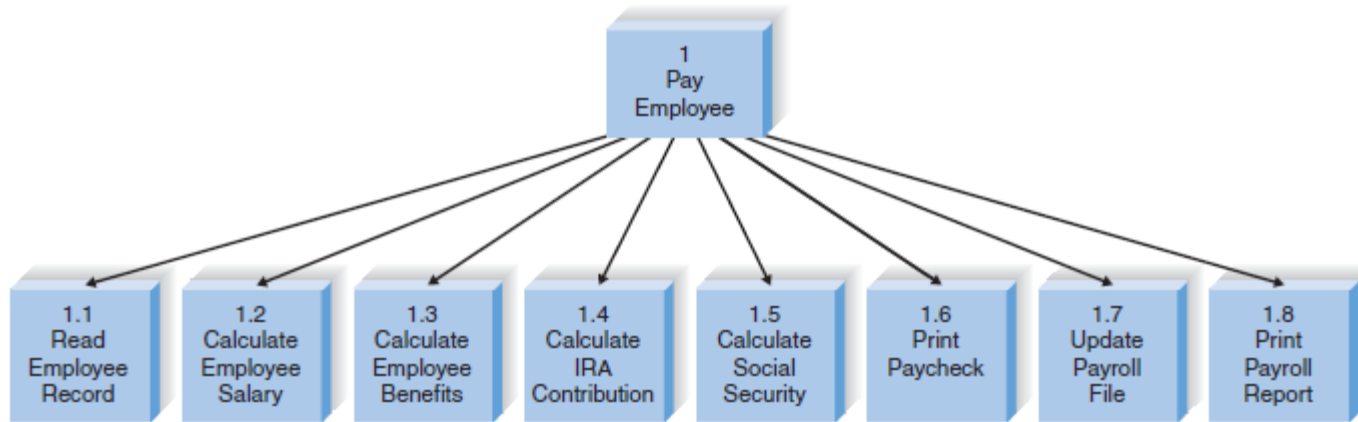 1
Pay
Employee
1.1
Read
Employee
Record
1.2
Calculate
Employee
Salary
1.3
Calculate
Employee
Benefits
1.4
Calculate
IRA
Contribution
1.5
Calculate
Social
Security
1.6
Print
Paycheck
1.7
Update
Payroll
File
1.8
Print
Payroll
Report